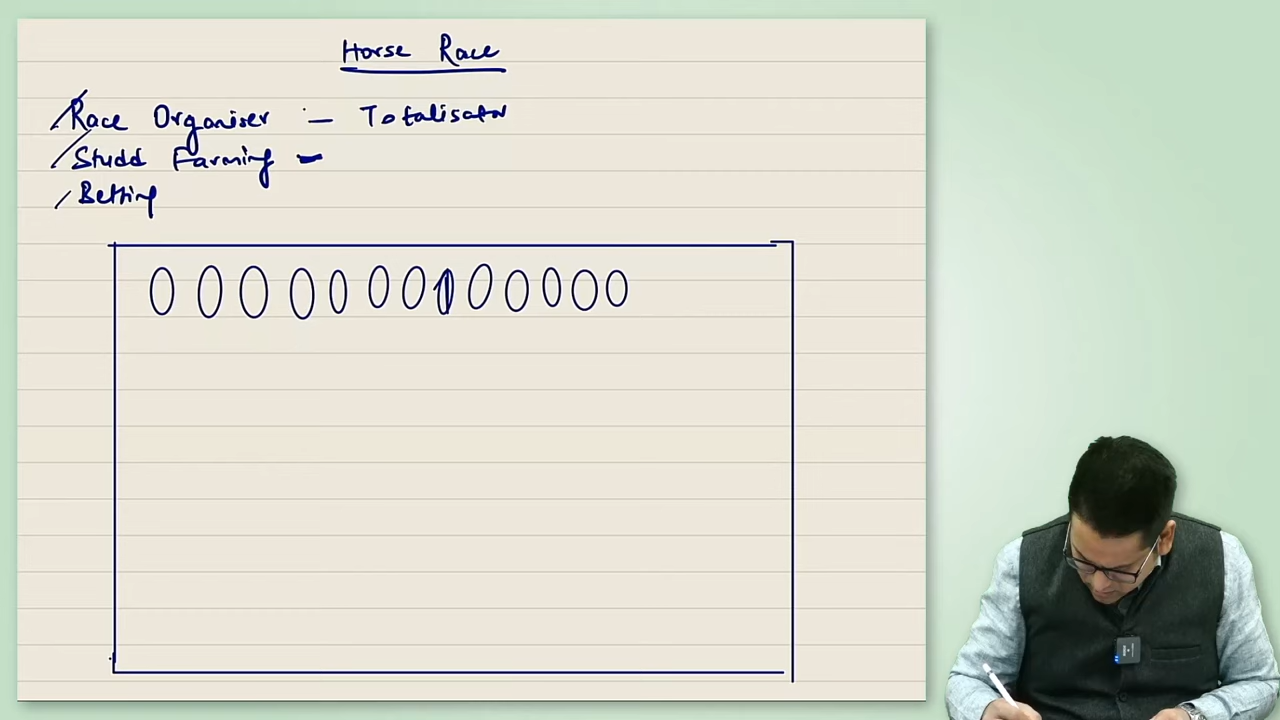 Horse Race
Race Organiser - Totalisator
Studd Farming -
Betting